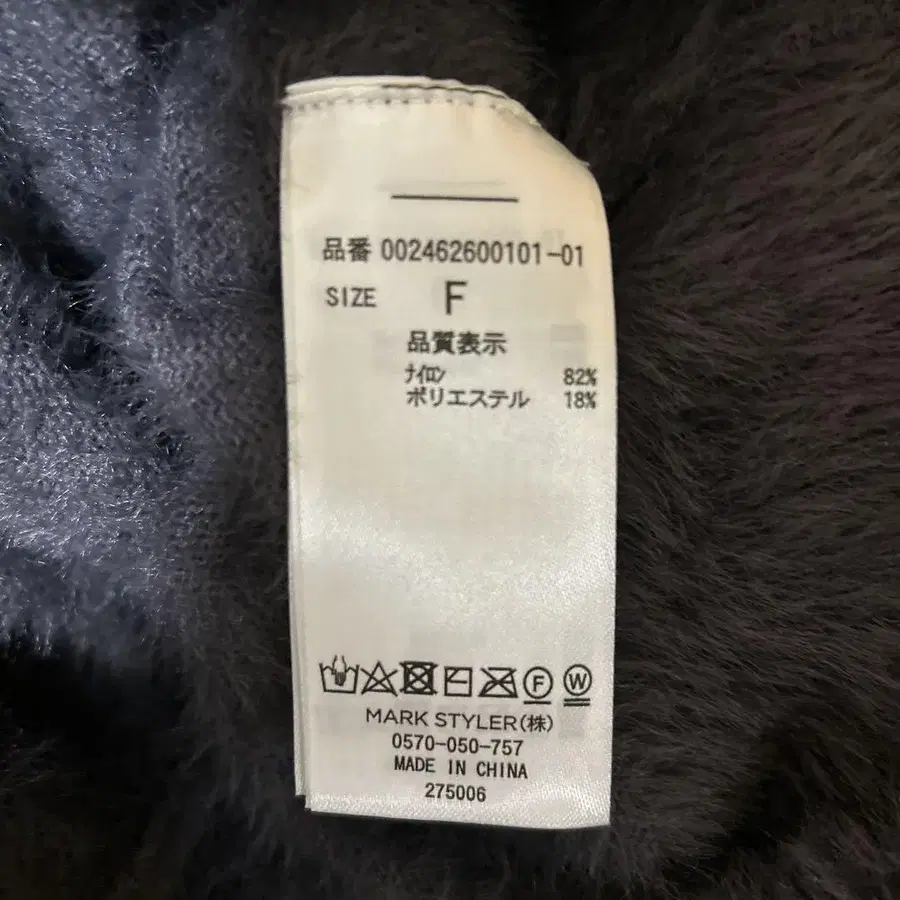 品番 002462600101-01
SIZE F
品質表示
ナイロン 82%
ポリエステル 18%
F W
MARK STYLER(株)
0570-050-757
MADE IN CHINA
275006